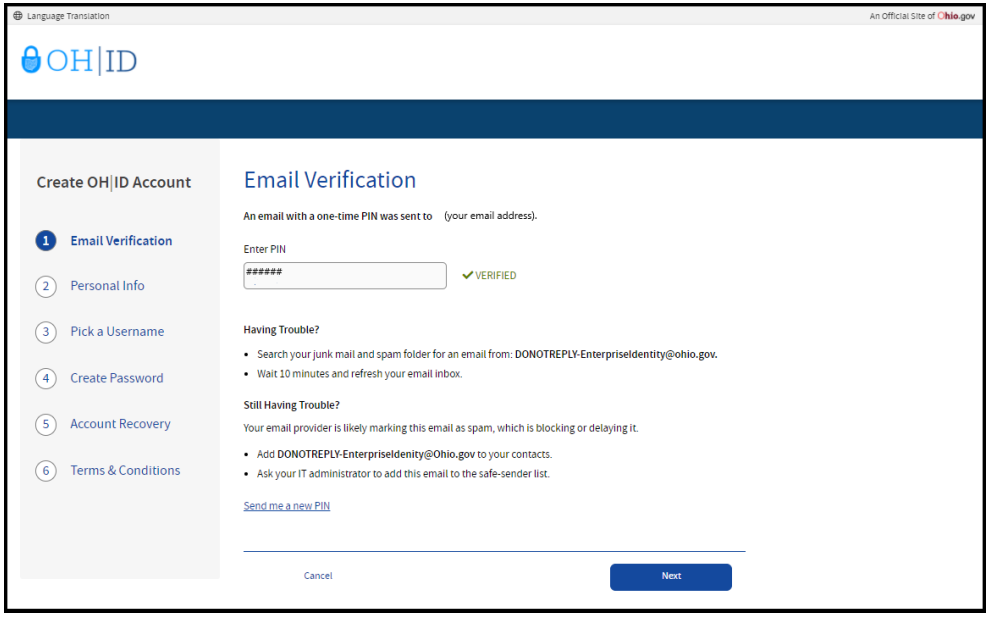 Language Translation
An Official Site of Ohio.gov
OH|ID
Create OH|ID Account
1 Email Verification
2 Personal Info
3 Pick a Username
4 Create Password
5 Account Recovery
6 Terms & Conditions
Email Verification
An email with a one-time PIN was sent to (your email address).
Enter PIN
######
VERIFIED
Having Trouble?
• Search your junk mail and spam folder for an email from: DONOTREPLY-EnterpriseIdentity@ohio.gov.
• Wait 10 minutes and refresh your email inbox.
Still Having Trouble?
Your email provider is likely marking this email as spam, which is blocking or delaying it.
• Add DONOTREPLY-EnterpriseIdenity@Ohio.gov to your contacts.
• Ask your IT administrator to add this email to the safe-sender list.
Send me a new PIN
Cancel
Next